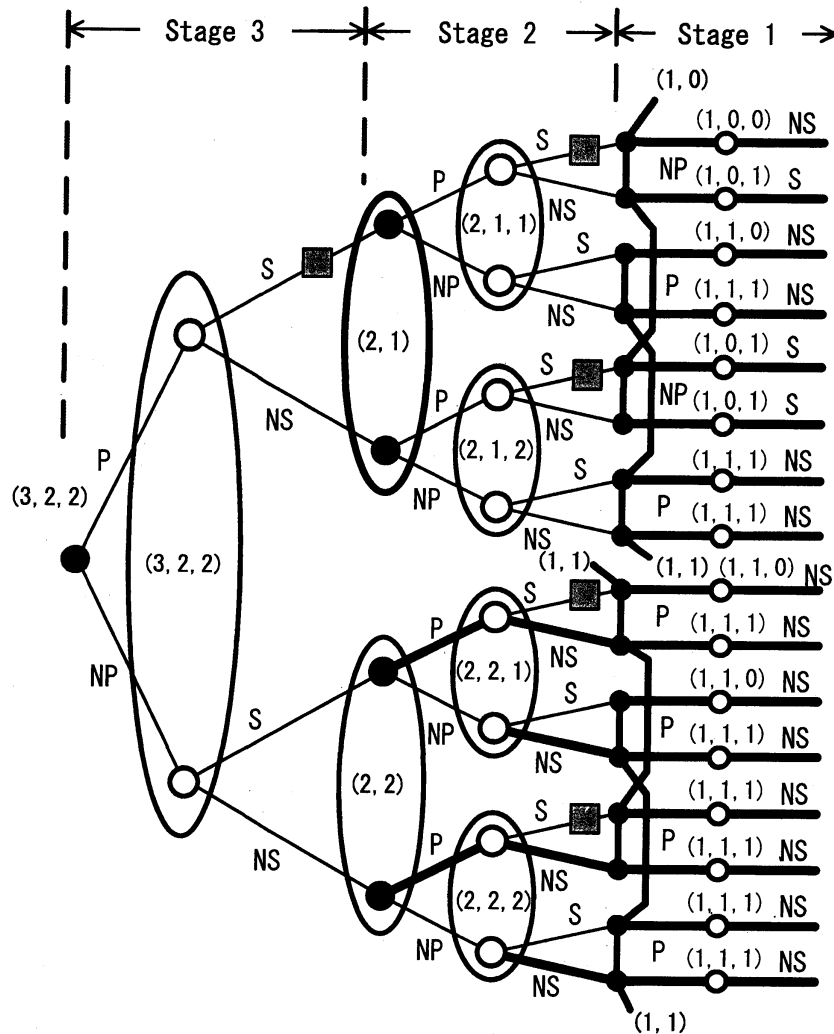 Stage 3 Stage 2 Stage 1
(1, 0)
S (1, 0, 0) NS
P NP
NS (1, 0, 1) S
(2, 1, 1)
S (1, 1, 0) NS
S NP P
NS (1, 1, 1) NS
(2, 1)
S (1, 0, 1) S
P NP
NS NS (1, 0, 1) S
(2, 1, 2)
P S (1, 1, 1) NS
NP P
(3, 2, 2) NS (1, 1, 1) NS
(3, 2, 2)
(1, 1) (1, 1) (1, 1, 0) NS
S
P P
NS (1, 1, 1) NS
NP (2, 2, 1)
S S (1, 1, 0) NS
NP P
NS (1, 1, 1) NS
(2, 2)
S (1, 1, 1) NS
P P
NS NS (1, 1, 1) NS
(2, 2, 2)
S (1, 1, 1) NS
NP P
NS (1, 1, 1) NS
(1, 1)